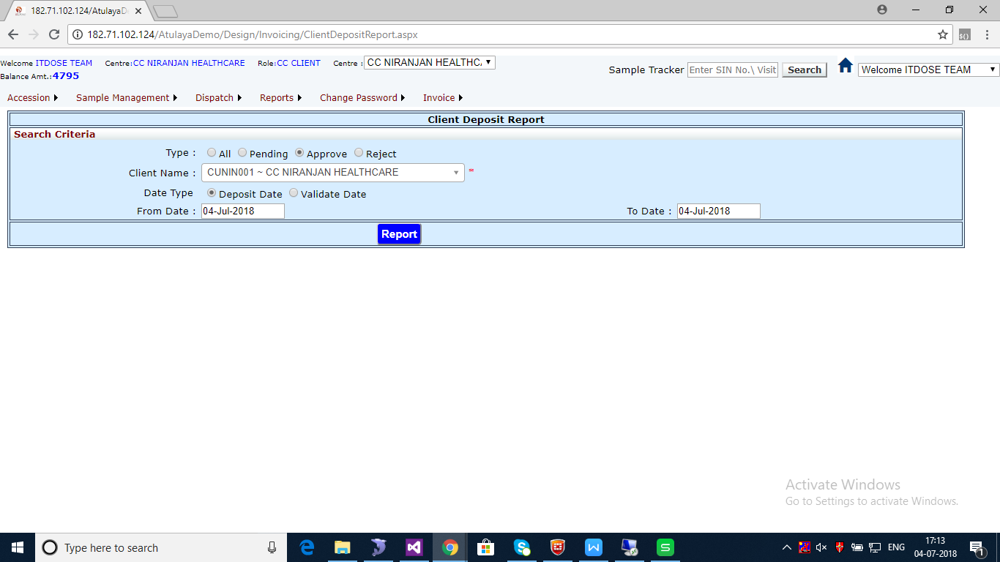 182.71.102.124/AtulayaD
182.71.102.124/AtulayaDemo/Design/Invoicing/ClientDepositReport.aspx
Welcome ITDOSE TEAM Centre:CC NIRANJAN HEALTHCARE Role:CC CLIENT Centre : CC NIRANJAN HEALTHC
Balance Amt.:4795
Sample Tracker Enter SIN No.\ Visit Search Welcome ITDOSE TEAM
Accession Sample Management Dispatch Reports Change Password Invoice
Client Deposit Report
Search Criteria
Type : All Pending Approve Reject
Client Name : CUNIN001 ~ CC NIRANJAN HEALTHCARE *
Date Type Deposit Date Validate Date
From Date : 04-Jul-2018 To Date : 04-Jul-2018
Report
Activate Windows
Go to Settings to activate Windows.
Type here to search
ENG
17:13
04-07-2018
1